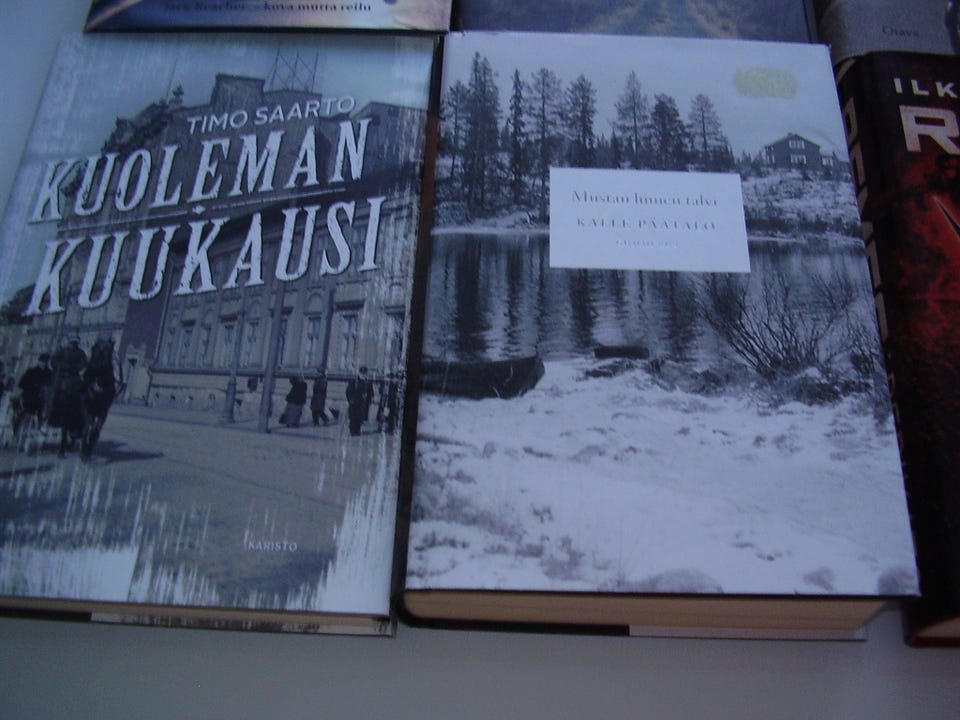 Jack Reacher – kova mutta reilu
Otava
TIMO SAARTO
KUOLEMAN
KUUKAUSI
KARISTO
Mustan lumen talvi
KALLE PÄÄTALO
ILK
R